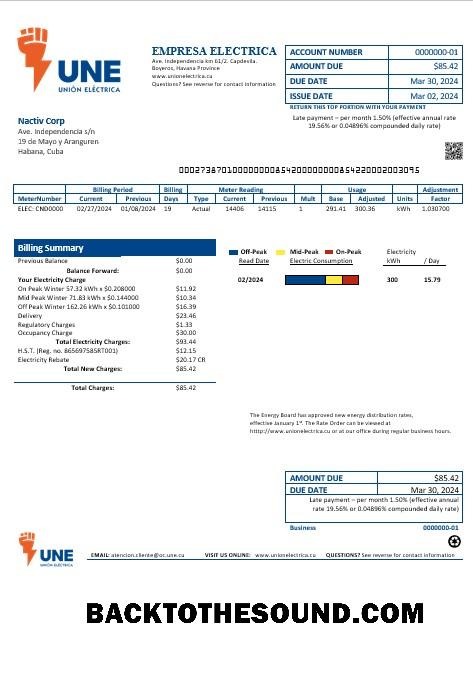 UNE
UNIÓN ELÉCTRICA
EMPRESA ELECTRICA
Ave. Independencia km 61/2. Capdevila.
Boyeros, Havana Province
www.unionelectrica.cu
Questions? See reverse for contact information
ACCOUNT NUMBER 0000000-01
AMOUNT DUE $85.42
DUE DATE Mar 30, 2024
ISSUE DATE Mar 02, 2024
RETURN THIS TOP PORTION WITH YOUR PAYMENT
Late payment – per month 1.50% (effective annual rate
19.56% or 0.04896% compounded daily rate)
Nactiv Corp
Ave. Independencia s/n
19 de Mayo y Aranguren
Habana, Cuba
Billing Period Billing Meter Reading Usage Adjustment
MeterNumber Current Previous Days Type Current Previous Mult Base Adjusted Units Factor
ELEC: CND0000 02/27/2024 01/08/2024 19 Actual 14406 14115 1 291.41 300.36 kWh 1.030700
Billing Summary
Previous Balance $0.00
Balance Forward: $0.00
Your Electricity Charge
On Peak Winter 57.32 kWh x $0.208000 $11.92
Mid Peak Winter 71.83 kWh x $0.144000 $10.34
Off Peak Winter 162.26 kWh x $0.101000 $16.39
Delivery $23.46
Regulatory Charges $1.33
Occupancy Charge $30.00
Total Electricity Charges: $93.44
H.S.T. (Reg. no. 865697585RT001) $12.15
Electricity Rebate $20.17 CR
Total New Charges: $85.42
Total Charges: $85.42
Off-Peak Mid-Peak On-Peak Electricity
Read Date Electric Consumption kWh / Day
02/2024 300 15.79
The Energy Board has approved new energy distribution rates,
effective January 1st. The Rate Order can be viewed at
htttp://www.unionelectrica.cu or at our office during regular business hours.
AMOUNT DUE $85.42
DUE DATE Mar 30, 2024
Late payment – per month 1.50% (effective annual
rate 19.56% or 0.04896% compounded daily rate)
Business 0000000-01
UNE
UNIÓN ELÉCTRICA
EMAIL: atencion.cliente@oc.une.cu VISIT US ONLINE: www.unionelectrica.cu QUESTIONS? See reverse for contact information
BACKTOTHESOUND.COM